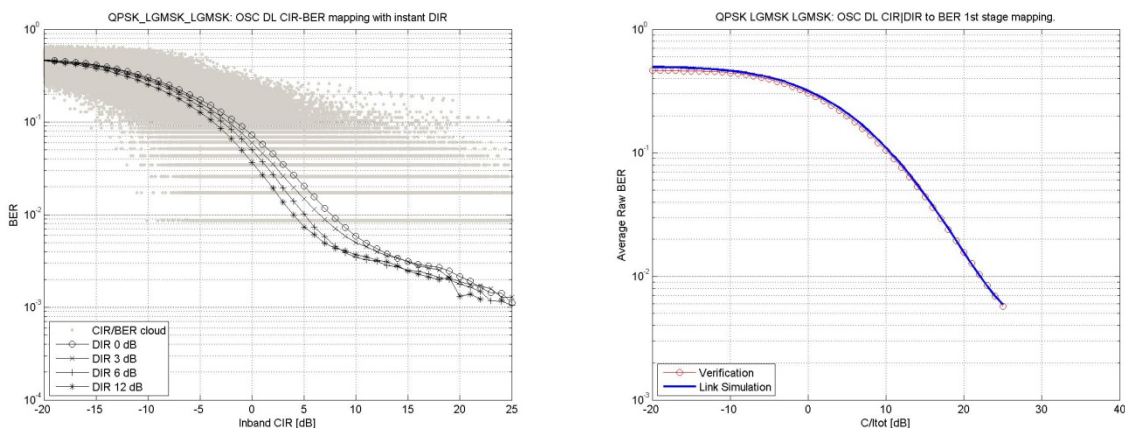 QPSK_LGMSK_LGMSK: OSC DL CIR-BER mapping with instant DIR
BER
10^0
10^-1
10^-2
10^-3
10^-4
CIR/BER cloud
DIR 0 dB
DIR 3 dB
DIR 6 dB
DIR 12 dB
-20 -15 -10 -5 0 5 10 15 20 25
Inband CIR [dB]
QPSK LGMSK LGMSK: OSC DL CIR|DIR to BER 1st stage mapping.
Average Raw BER
10^0
10^-1
10^-2
10^-3
Verification
Link Simulation
-20 -10 0 10 20 30 40
C/Itot [dB]